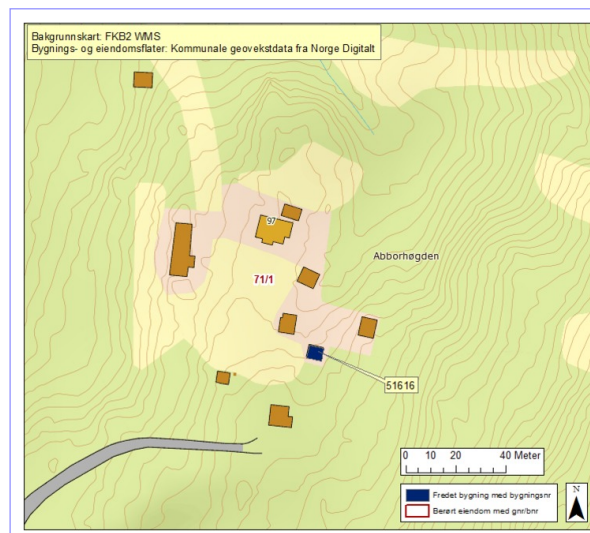 Bakgrunnskart: FKB2 WMS
Bygnings- og eiendomsflater: Kommunale geovekstdata fra Norge Digitalt
97
Abborhøgden
71/1
51616
0 10 20 40 Meter
Fredet bygning med bygningsnr
Berørt eiendom med gnr/bnr
N